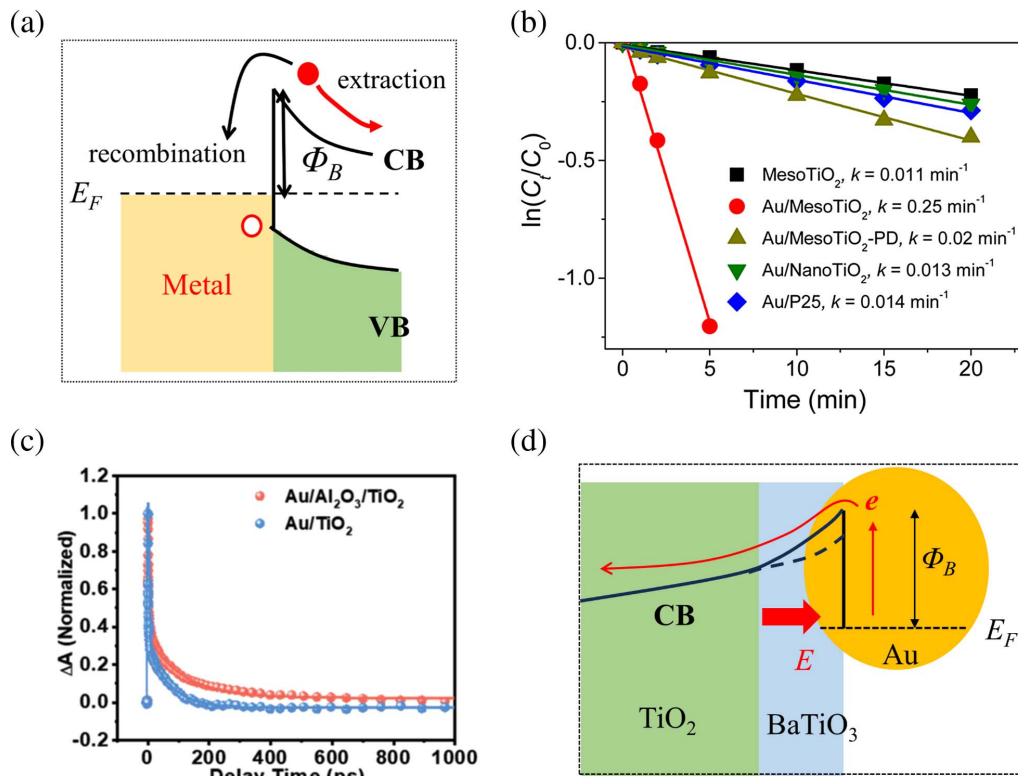 (a)
extraction
recombination
Φ_B
CB
E_F
Metal
VB
(b)
ln(C_t/C_0)
0.0
-0.5
-1.0
MesoTiO₂, k = 0.011 min⁻¹
Au/MesoTiO₂, k = 0.25 min⁻¹
Au/MesoTiO₂-PD, k = 0.02 min⁻¹
Au/NanoTiO₂, k = 0.013 min⁻¹
Au/P25, k = 0.014 min⁻¹
0 5 10 15 20
Time (min)
(c)
ΔA (Normalized)
1.2
1.0
0.8
0.6
0.4
0.2
0.0
-0.2
Au/Al₂O₃/TiO₂
Au/TiO₂
0 200 400 600 800 1000
Delay Time (ps)
(d)
e
Φ_B
CB
E_F
E
Au
TiO₂
BaTiO₃